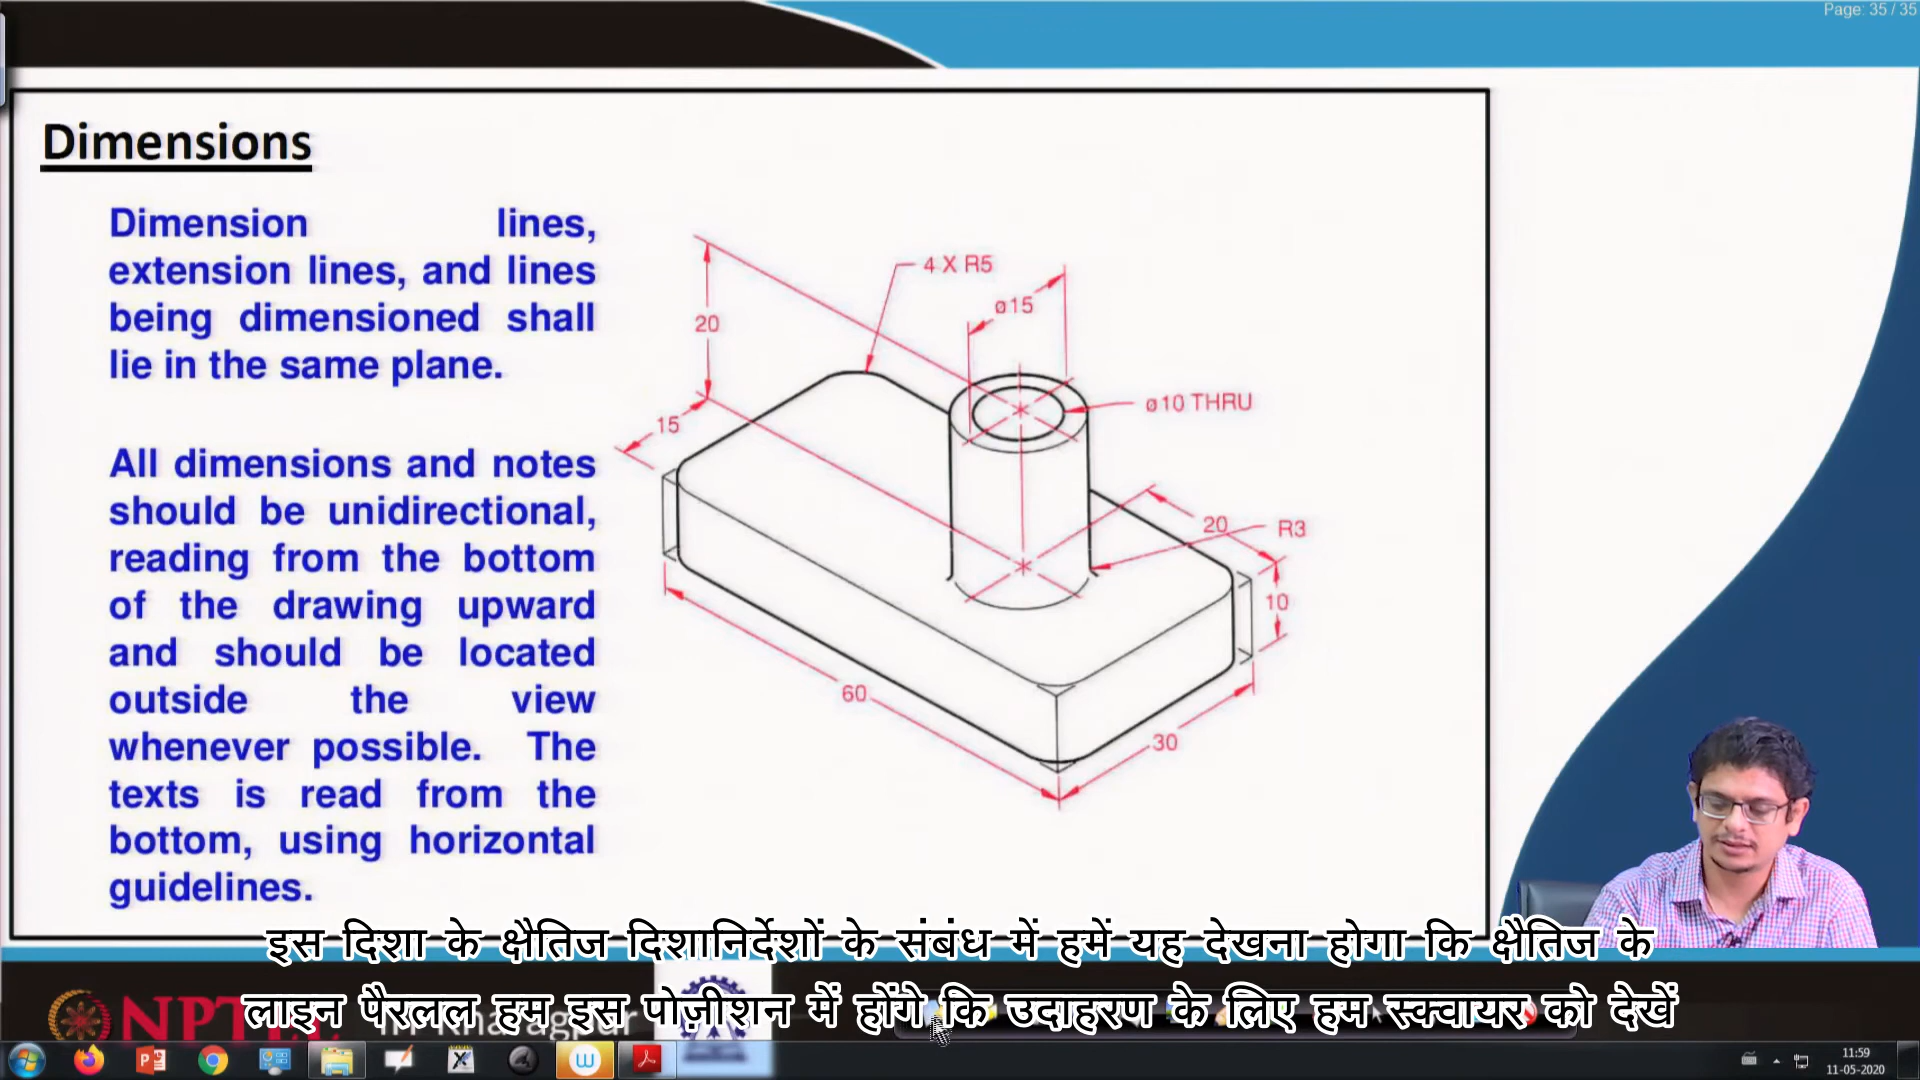 Page: 35 / 35
Dimensions
Dimension lines,
extension lines, and lines
being dimensioned shall
lie in the same plane.
All dimensions and notes
should be unidirectional,
reading from the bottom
of the drawing upward
and should be located
outside the view
whenever possible. The
texts is read from the
bottom, using horizontal
guidelines.
4 X R5
ø15
20
ø10 THRU
15
20
R3
10
60
30
इस दिशा के क्षैतिज दिशानिर्देशों के संबंध में हमें यह देखना होगा कि क्षैतिज के
लाइन पैरलल हम इस पोज़ीशन में होंगे कि उदाहरण के लिए हम स्क्वायर को देखें
11:59
11-05-2020